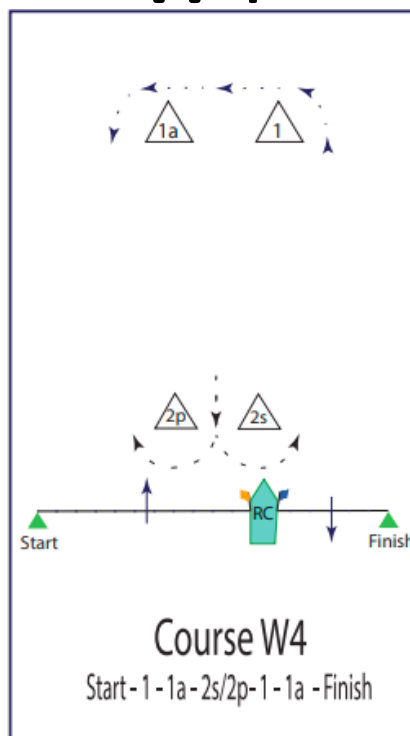 1a 1
2p 2s
RC
Start Finish
Course W4
Start - 1 - 1a - 2s/2p- 1 - 1a - Finish